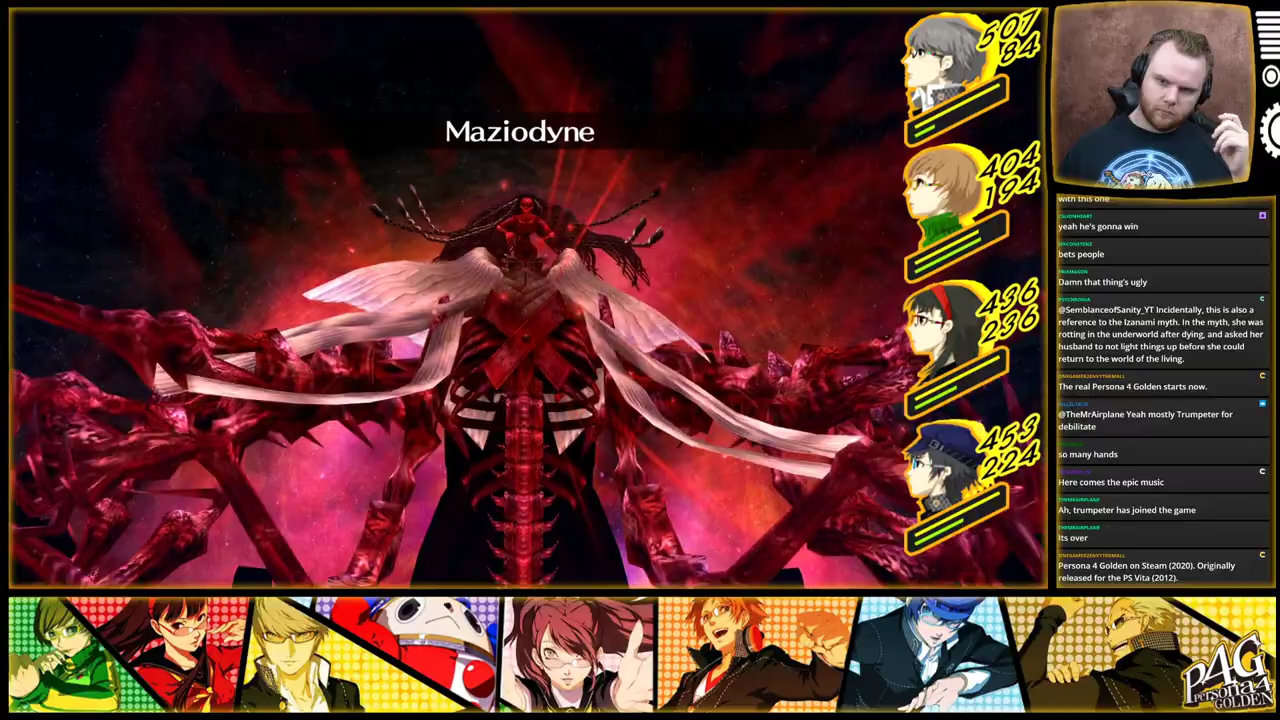 Maziodyne
507
84
404
194
436
236
453
224
with this one
yeah he's gonna win
bets people
Damn that thing's ugly
@SemblanceofSanity_YT Incidentally, this is also a
reference to the Izanami myth. In the myth, she was
rotting in the underworld after dying, and asked her
husband to not light things up before she could
return to the world of the living.
The real Persona 4 Golden starts now.
@TheMrAirplane Yeah mostly Trumpeter for
debilitate
so many hands
Here comes the epic music
THEMRAIRPLANE
Ah, trumpeter has joined the game
THEMRAIRPLANE
Its over
Persona 4 Golden on Steam (2020). Originally
released for the PS Vita (2012).
P4G
Persona4
GOLDEN